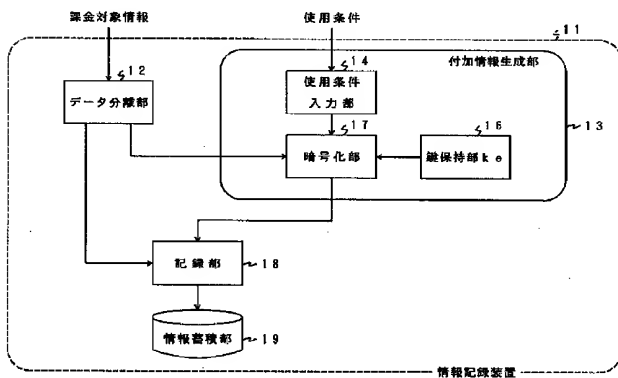 課金対象情報
使用条件
11
付加情報生成部
12
データ分離部
14
使用条件
入力部
13
17
暗号化部
16
鍵保持部ke
記録部
18
情報蓄積部
19
情報記録装置